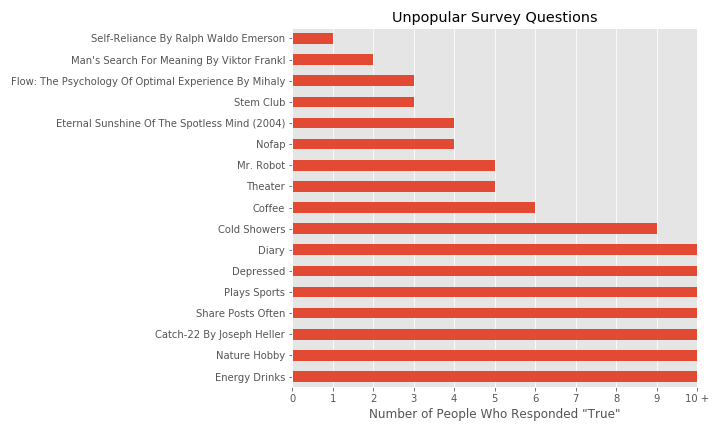 Unpopular Survey Questions
Self-Reliance By Ralph Waldo Emerson
Man's Search For Meaning By Viktor Frankl
Flow: The Psychology Of Optimal Experience By Mihaly
Stem Club
Eternal Sunshine Of The Spotless Mind (2004)
Nofap
Mr. Robot
Theater
Coffee
Cold Showers
Diary
Depressed
Plays Sports
Share Posts Often
Catch-22 By Joseph Heller
Nature Hobby
Energy Drinks
0 1 2 3 4 5 6 7 8 9 10 +
Number of People Who Responded "True"